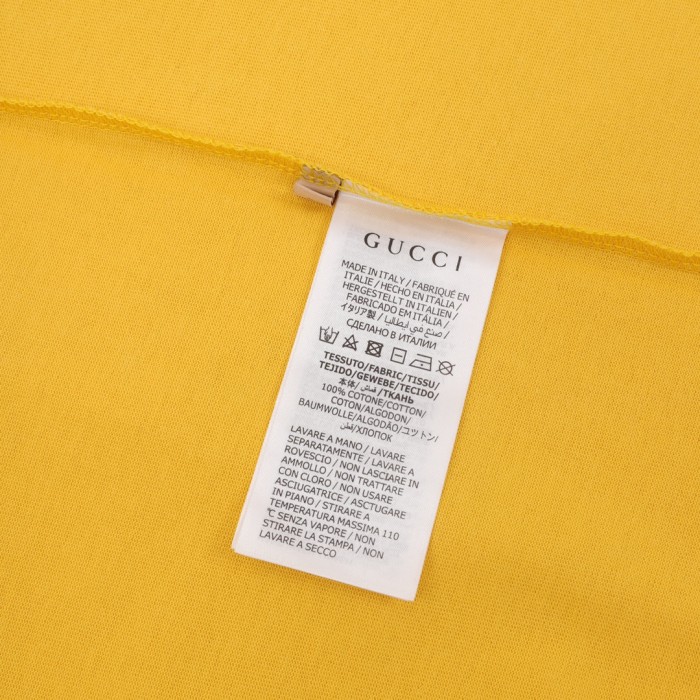 GUCCI
MADE IN ITALY / FABRIQUÉ EN
ITALIE / HECHO EN ITALIA /
HERGESTELLT IN ITALIEN /
FABRICADO EM ITÁLIA /
イタリア製 / صنع في ايطاليا /
СДЕЛАНО В ИТАЛИИ
TESSUTO/FABRIC/TISSU/
TEJIDO/GEWEBE/TECIDO/
本体/ قماش /ТКАНЬ
100% COTONE/COTTON/
COTON/ALGODON/
BAUMWOLLE/ALGODÃO/コットン/
قطن/ХЛОПОК
LAVARE A MANO / LAVARE
SEPARATAMENTE / LAVARE A
ROVESCIO / NON LASCIARE IN
AMMOLLO / NON TRATTARE
CON CLORO / NON USARE
ASCIUGATRICE / ASCTUGARE
IN PIANO / STIRARE A
TEMPERATURA MASSIMA 110
℃ SENZA VAPORE / NON
STIRARE LA STAMPA / NON
LAVARE A SECCO